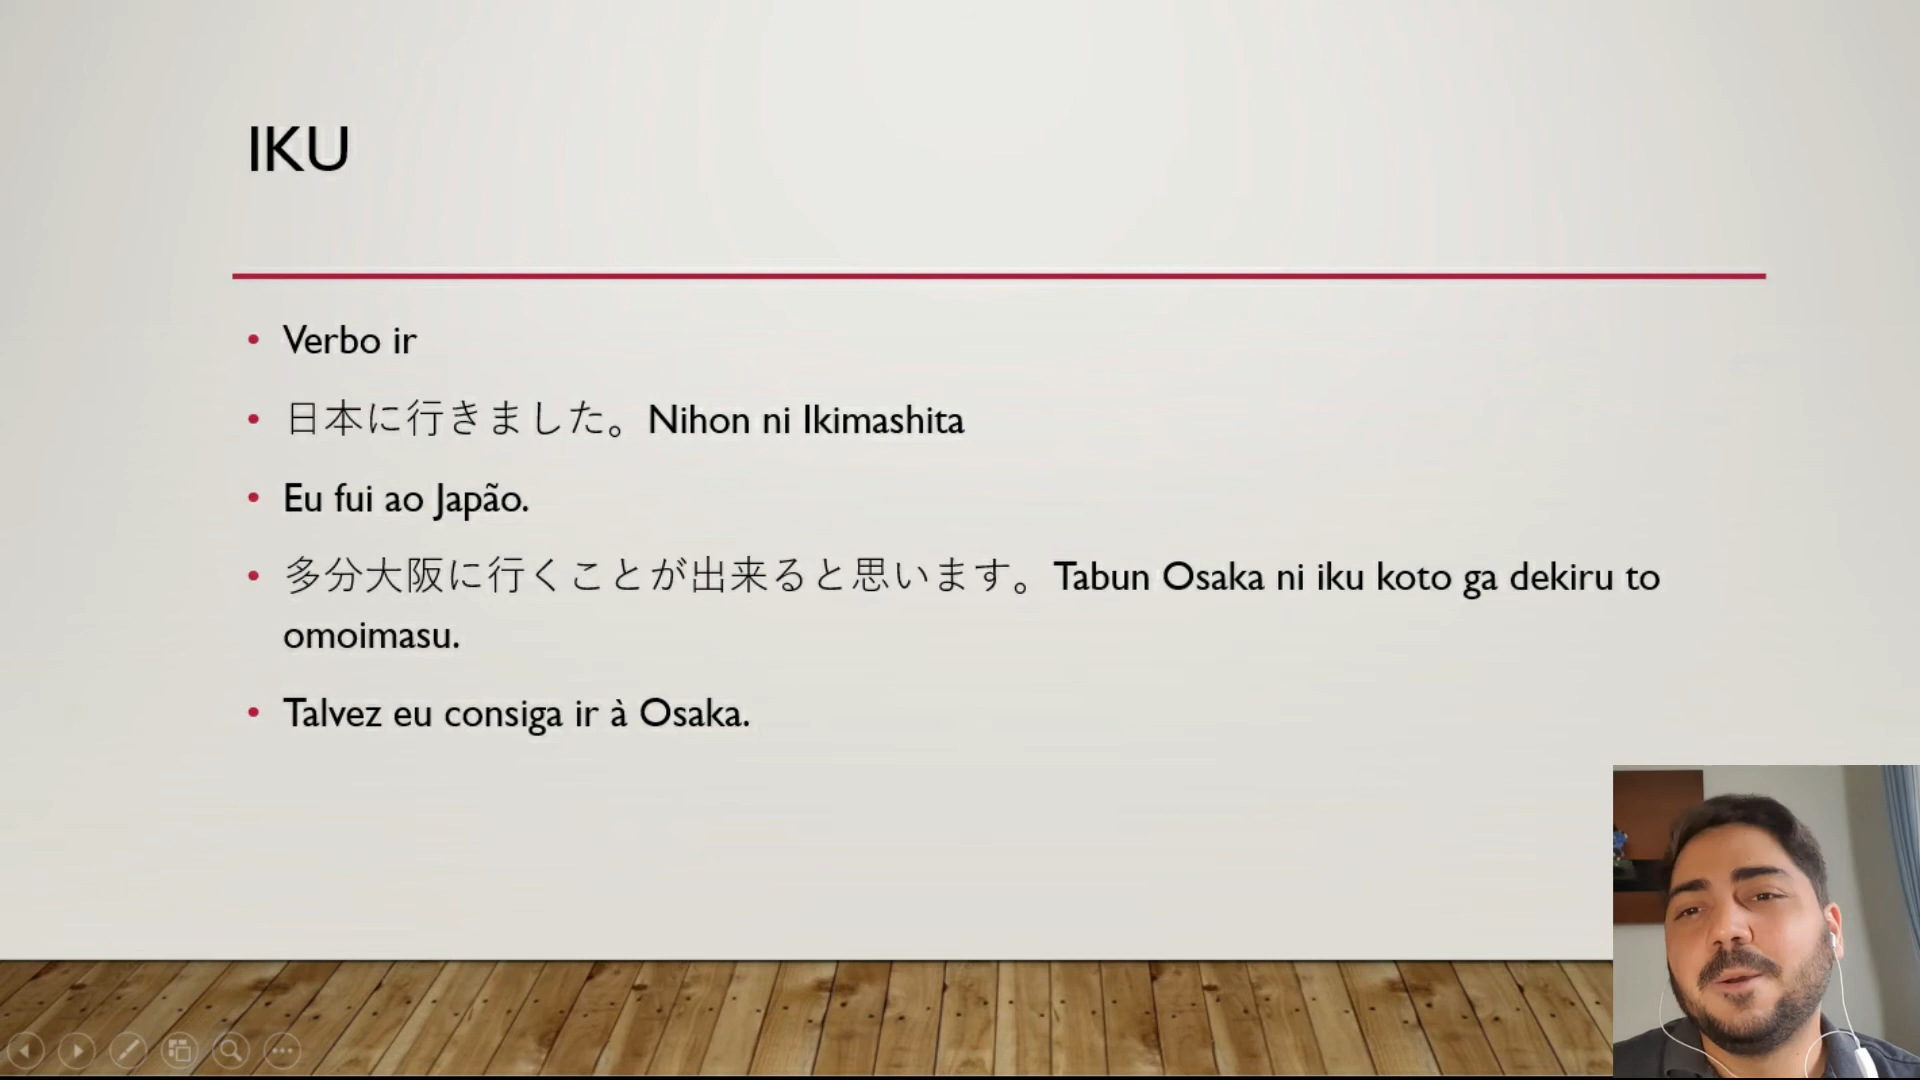 IKU
Verbo ir
日本に行きました。Nihon ni Ikimashita
Eu fui ao Japão.
多分大阪に行くことが出来ると思います。Tabun Osaka ni iku koto ga dekiru to
omoimasu.
Talvez eu consiga ir à Osaka.